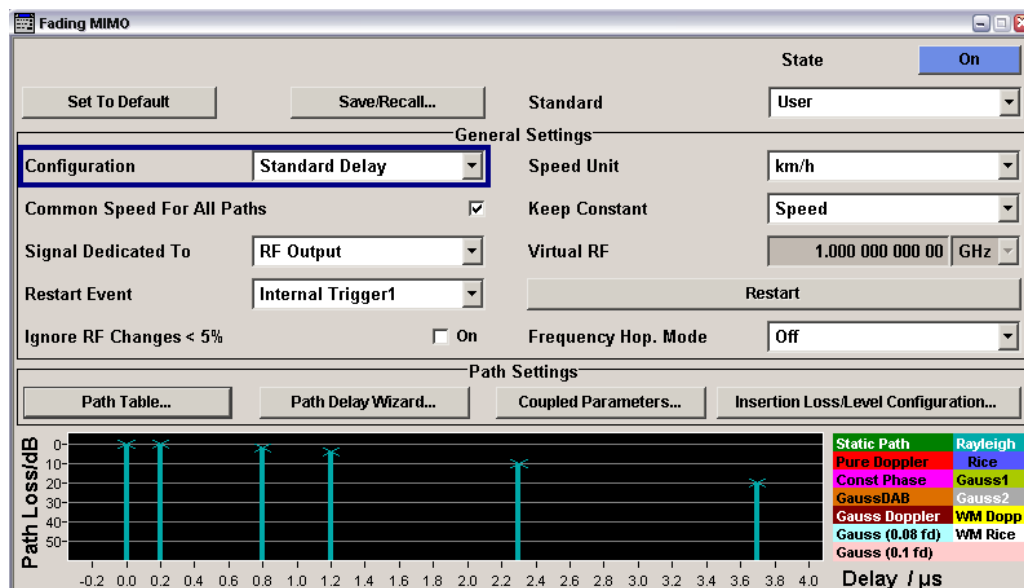 Fading MIMO
State On
Set To Default Save/Recall... Standard User
General Settings
Configuration Standard Delay Speed Unit km/h
Common Speed For All Paths Keep Constant Speed
Signal Dedicated To RF Output Virtual RF 1.000 000 000 00 GHz
Restart Event Internal Trigger1 Restart
Ignore RF Changes < 5% On Frequency Hop. Mode Off
Path Settings
Path Table... Path Delay Wizard... Coupled Parameters... Insertion Loss/Level Configuration...
Path Loss/dB
0
10
20
30
40
50
-0.2 0.0 0.2 0.4 0.6 0.8 1.0 1.2 1.4 1.6 1.8 2.0 2.2 2.4 2.6 2.8 3.0 3.2 3.4 3.6 3.8 4.0
Delay / µs
Static Path Rayleigh
Pure Doppler Rice
Const Phase Gauss1
GaussDAB Gauss2
Gauss Doppler WM Dopp
Gauss (0.08 fd) WM Rice
Gauss (0.1 fd)